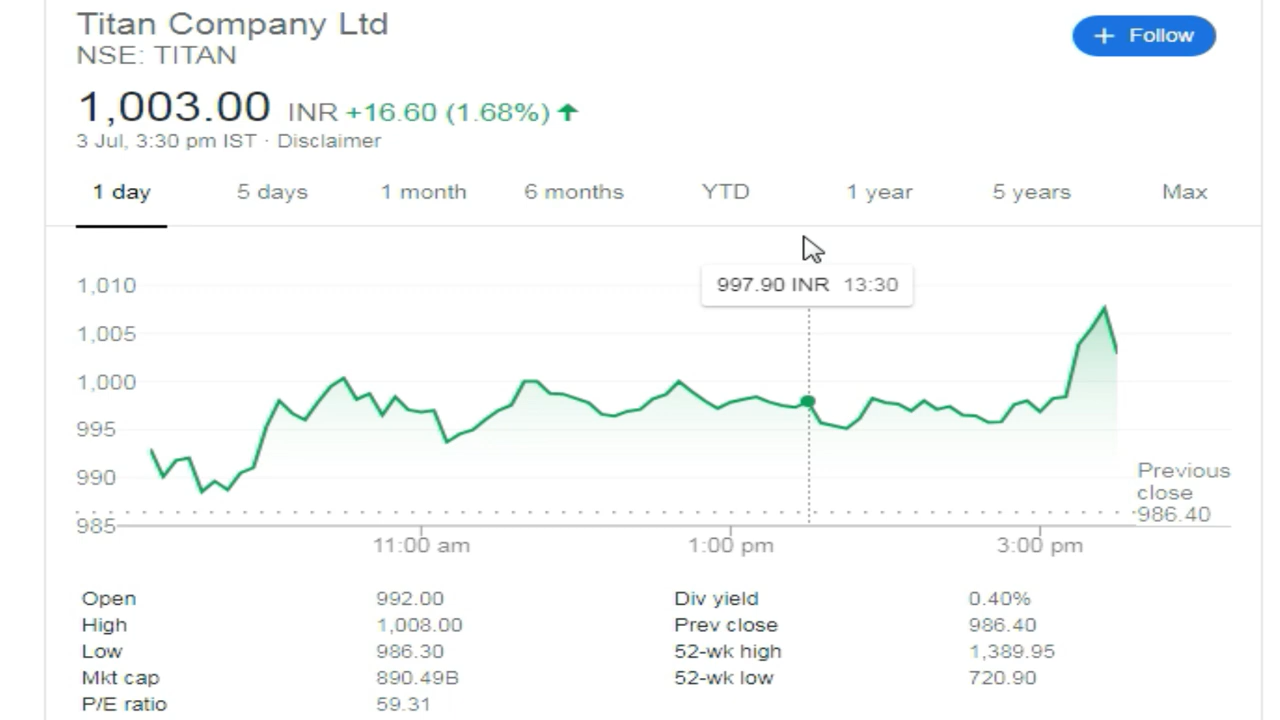 Titan Company Ltd
NSE: TITAN
+ Follow
1,003.00 INR +16.60 (1.68%)
3 Jul, 3:30 pm IST · Disclaimer
1 day 5 days 1 month 6 months YTD 1 year 5 years Max
997.90 INR 13:30
1,010
1,005
1,000
995
990
985
Previous
close
986.40
11:00 am 1:00 pm 3:00 pm
Open 992.00 Div yield 0.40%
High 1,008.00 Prev close 986.40
Low 986.30 52-wk high 1,389.95
Mkt cap 890.49B 52-wk low 720.90
P/E ratio 59.31